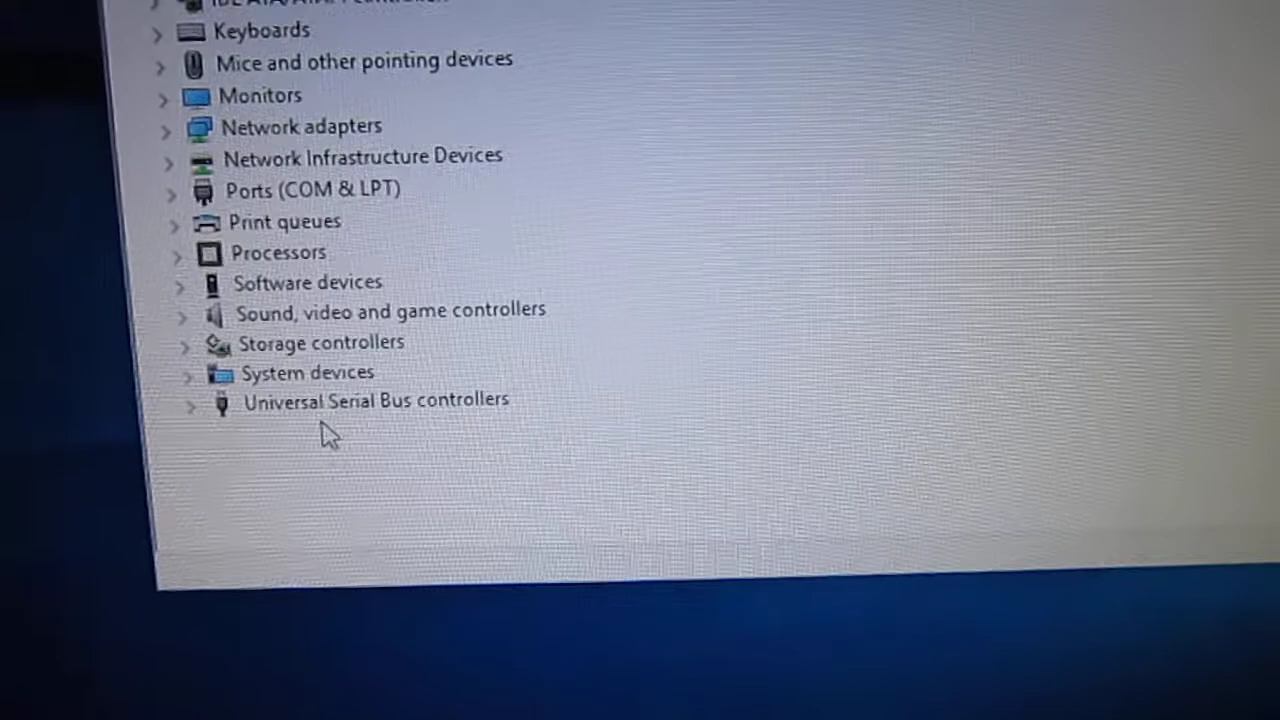 Keyboards
Mice and other pointing devices
Monitors
Network adapters
Network Infrastructure Devices
Ports (COM & LPT)
Print queues
Processors
Software devices
Sound, video and game controllers
Storage controllers
System devices
Universal Serial Bus controllers